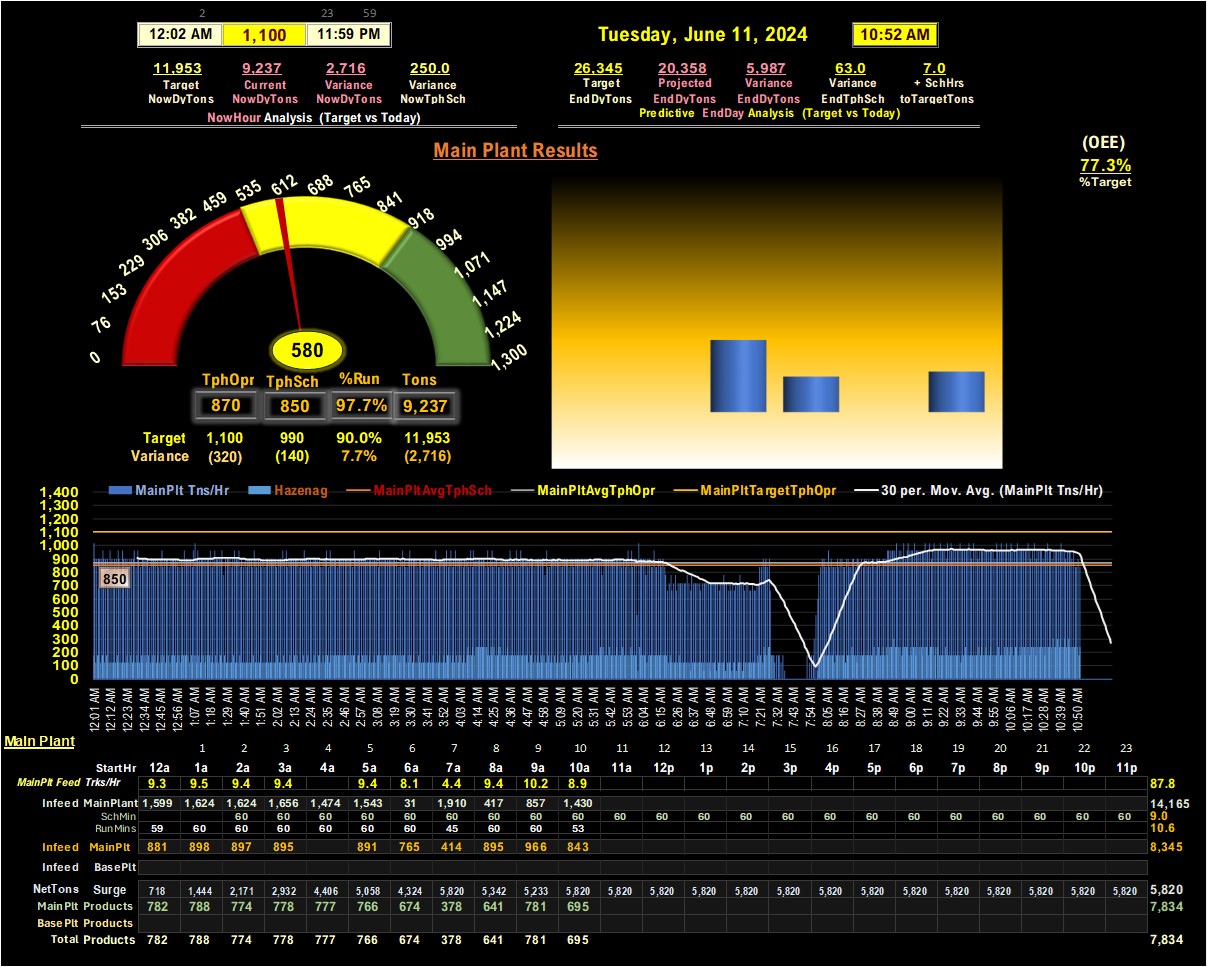 2 23 59
12:02 AM 1,100 11:59 PM
Tuesday, June 11, 2024 10:52 AM
11,953 9,237 2,716 250.0
Target Current Variance Variance
NowDyTons NowDyTons NowDyTons NowTphSch
NowHour Analysis (Target vs Today)
26,345 20,358 5,987 63.0 7.0
Target Projected Variance Variance + SchHrs
EndDyTons EndDyTons EndDyTons EndTphSch toTargetTons
Predictive EndDay Analysis (Target vs Today)
Main Plant Results
(OEE)
77.3%
%Target
0 76 153 229 306 382 459 535 612 688 765 841 918 994 1,071 1,147 1,224 1,300
580
TphOpr TphSch %Run Tons
870 850 97.7% 9,237
Target 1,100 990 90.0% 11,953
Variance (320) (140) 7.7% (2,716)
MainPlt Tns/Hr Hazenag MainPltAvgTphSch MainPltAvgTphOpr MainPltTargetTphOpr 30 per. Mov. Avg. (MainPlt Tns/Hr)
1,400
1,300
1,200
1,100
1,000
900
800
700
600
500
400
300
200
100
0
850
12:01 AM 12:12 AM 12:23 AM 12:34 AM 12:45 AM 12:56 AM 1:07 AM 1:18 AM 1:29 AM 1:40 AM 1:51 AM 2:02 AM 2:13 AM 2:24 AM 2:35 AM 2:46 AM 2:57 AM 3:08 AM 3:19 AM 3:30 AM 3:41 AM 3:52 AM 4:03 AM 4:14 AM 4:25 AM 4:36 AM 4:47 AM 4:58 AM 5:09 AM 5:20 AM 5:31 AM 5:42 AM 5:53 AM 6:04 AM 6:15 AM 6:26 AM 6:37 AM 6:48 AM 6:59 AM 7:10 AM 7:21 AM 7:32 AM 7:43 AM 7:54 AM 8:05 AM 8:16 AM 8:27 AM 8:38 AM 8:49 AM 9:00 AM 9:11 AM 9:22 AM 9:33 AM 9:44 AM 9:55 AM 10:06 AM 10:17 AM 10:28 AM 10:39 AM 10:50 AM
Main Plant
1 2 3 4 5 6 7 8 9 10 11 12 13 14 15 16 17 18 19 20 21 22 23
StartHr 12a 1a 2a 3a 4a 5a 6a 7a 8a 9a 10a 11a 12p 1p 2p 3p 4p 5p 6p 7p 8p 9p 10p 11p
MainPlt Feed Trks/Hr 9.3 9.5 9.4 9.4 9.4 8.1 4.4 9.4 10.2 8.9 87.8
Infeed MainPlant 1,599 1,624 1,624 1,656 1,474 1,543 31 1,910 417 857 1,430 14,165
SchMin 60 60 60 60 60 60 60 60 60 60 60 60 60 60 60 60 60 60 60 60 60 60 9.0
RunMins 59 60 60 60 60 60 60 45 60 60 53 10.6
Infeed MainPlt 881 898 897 895 891 765 414 895 966 843 8,345
Infeed BasePlt
NetTons Surge 718 1,444 2,171 2,932 4,406 5,058 4,324 5,820 5,342 5,233 5,820 5,820 5,820 5,820 5,820 5,820 5,820 5,820 5,820 5,820 5,820 5,820 5,820 5,820 5,820
MainPlt Products 782 788 774 778 777 766 674 378 641 781 695 7,834
BasePlt Products
Total Products 782 788 774 778 777 766 674 378 641 781 695 7,834